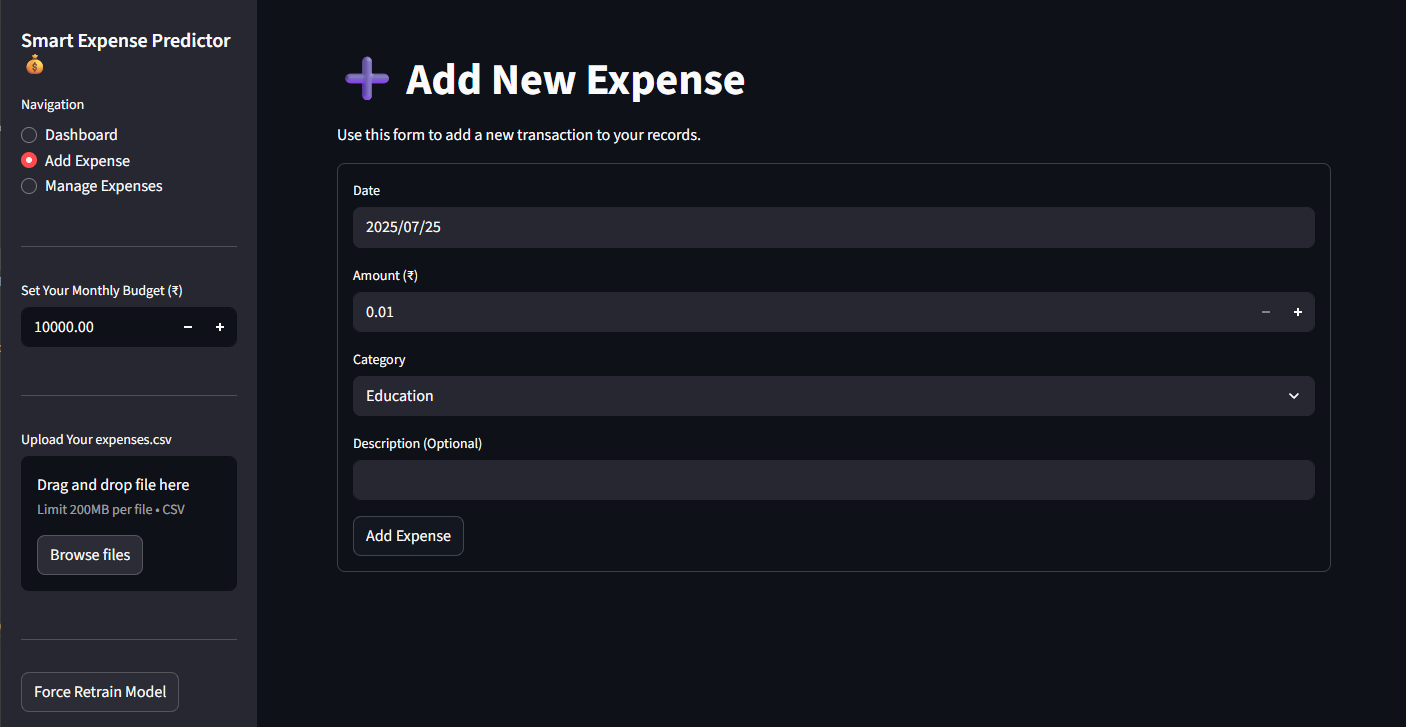 Smart Expense Predictor
💰
Navigation
Dashboard
Add Expense
Manage Expenses
Set Your Monthly Budget (₹)
10000.00
Upload Your expenses.csv
Drag and drop file here
Limit 200MB per file • CSV
Browse files
Force Retrain Model
➕ Add New Expense
Use this form to add a new transaction to your records.
Date
2025/07/25
Amount (₹)
0.01
Category
Education
Description (Optional)
Add Expense